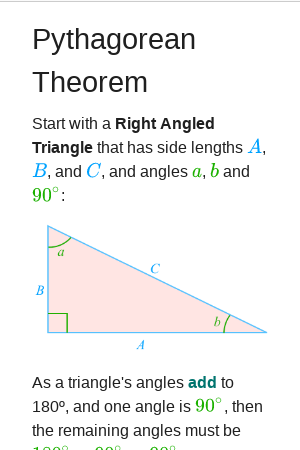 Pythagorean
Theorem
Start with a Right Angled
Triangle that has side lengths A,
B, and C, and angles a, b and
90°:
a
C
B
b
A
As a triangle's angles add to
180º, and one angle is 90°, then
the remaining angles must be